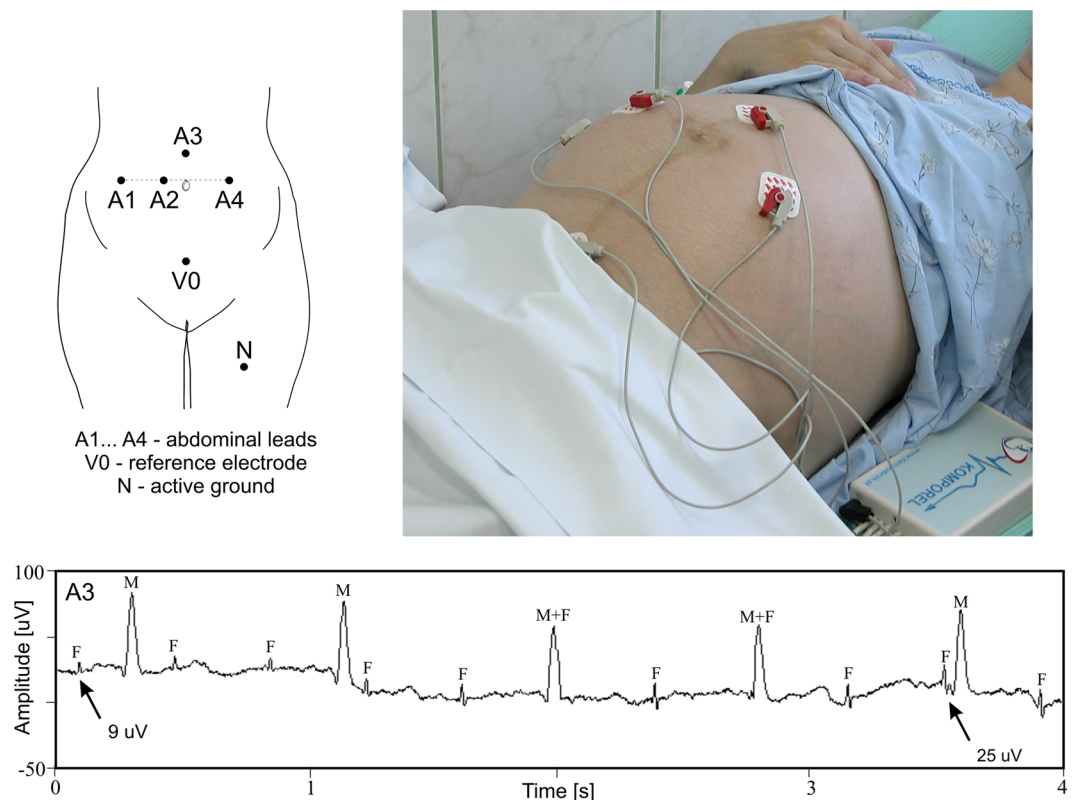 A3
A1 A2 A4
V0
N
A1... A4 - abdominal leads
V0 - reference electrode
N - active ground
KOMPOREL
100
A3
Amplitude [uV]
-50
F M F F M F F M+F F M+F F F M F
9 uV
25 uV
0 1 3 4
Time [s]